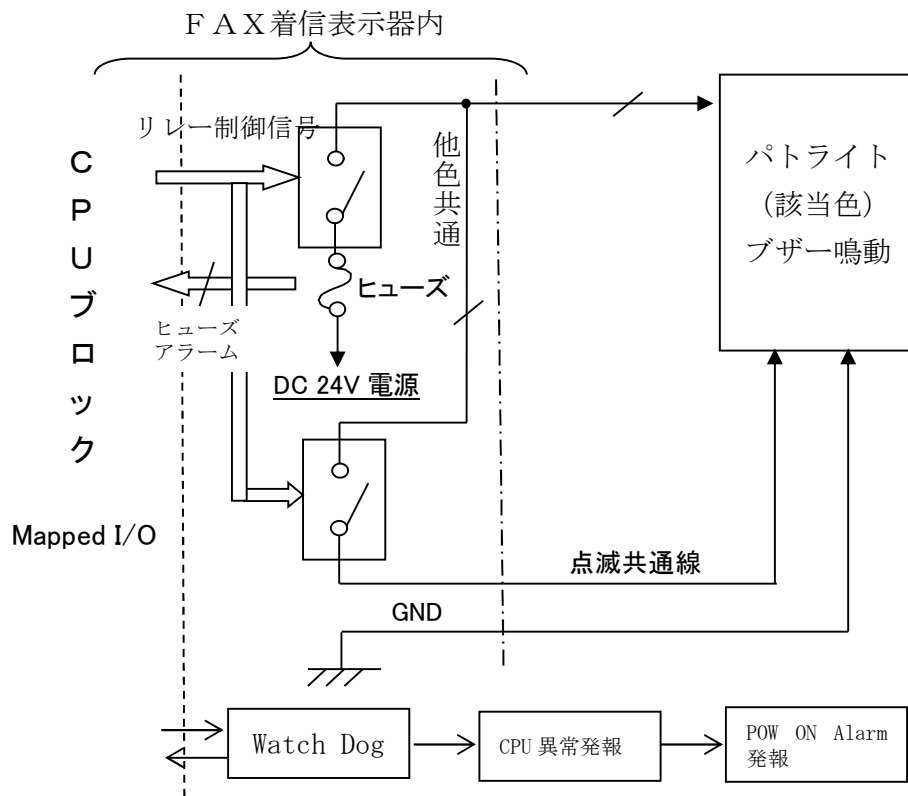 ＦＡＸ着信表示器内
リレー制御信号
ＣＰＵブロック
他色共通
パトライト
（該当色）
ブザー鳴動
ヒューズ
ヒューズ
アラーム
DC 24V 電源
Mapped I/O
点滅共通線
GND
Watch Dog
CPU 異常発報
POW ON Alarm
発報